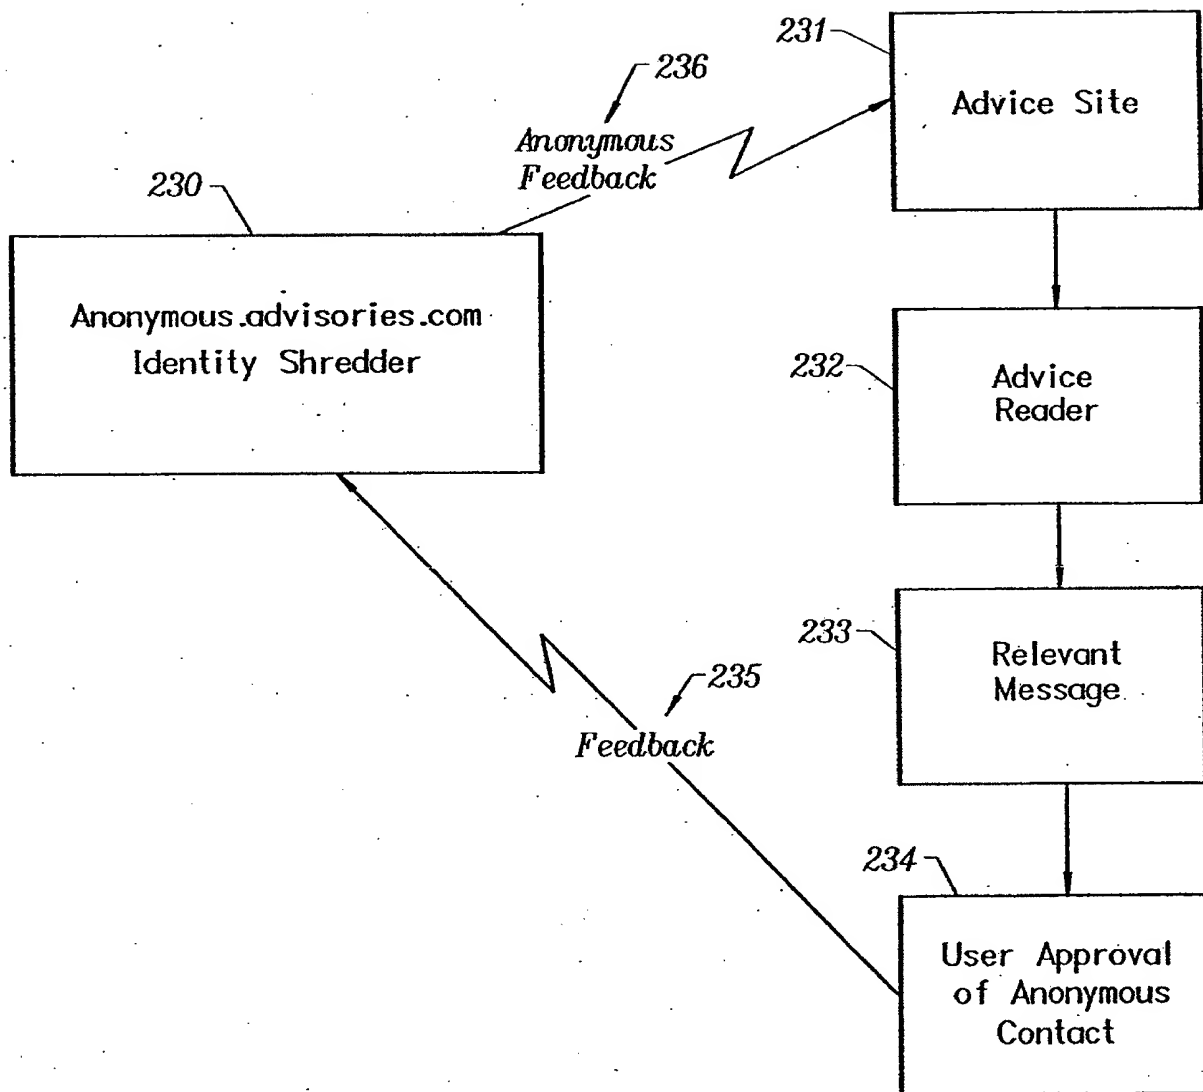 231
Advice Site
236
Anonymous
Feedback
230
Anonymous.advisories.com
Identity Shredder
232
Advice
Reader
233
Relevant
Message
235
Feedback
234
User Approval
of Anonymous
Contact